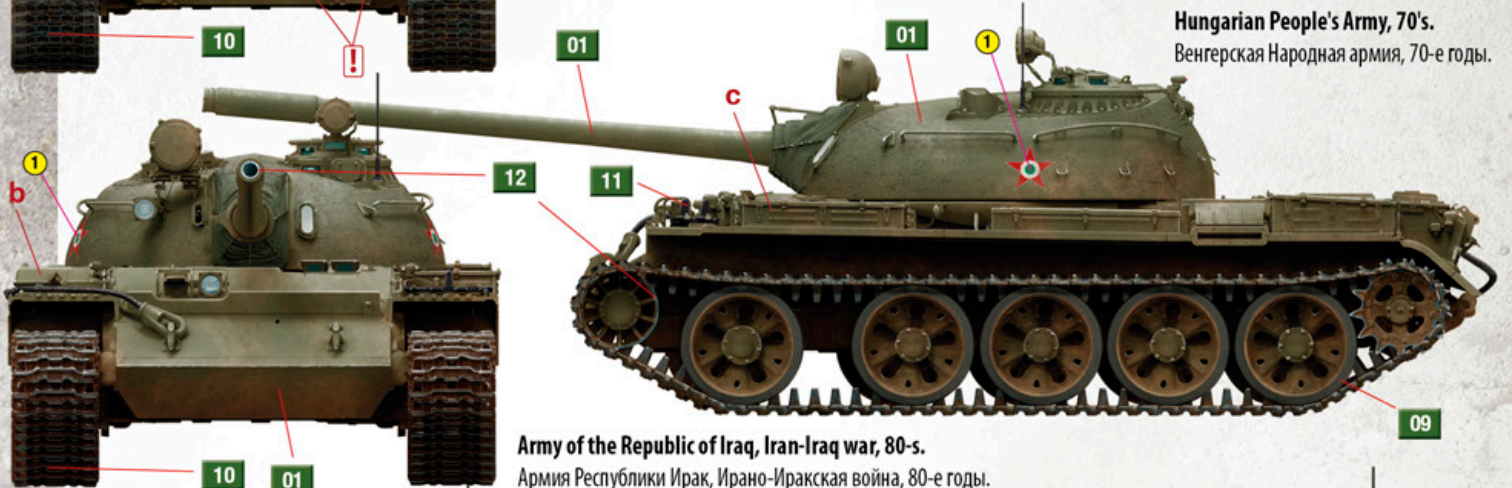 10
!
01
01
1
Hungarian People's Army, 70's.
Венгерская Народная армия, 70-е годы.
c
1
b
12
11
09
Army of the Republic of Iraq, Iran-Iraq war, 80-s.
Армия Республики Ирак, Ирано-Иракская война, 80-е годы.
10
01